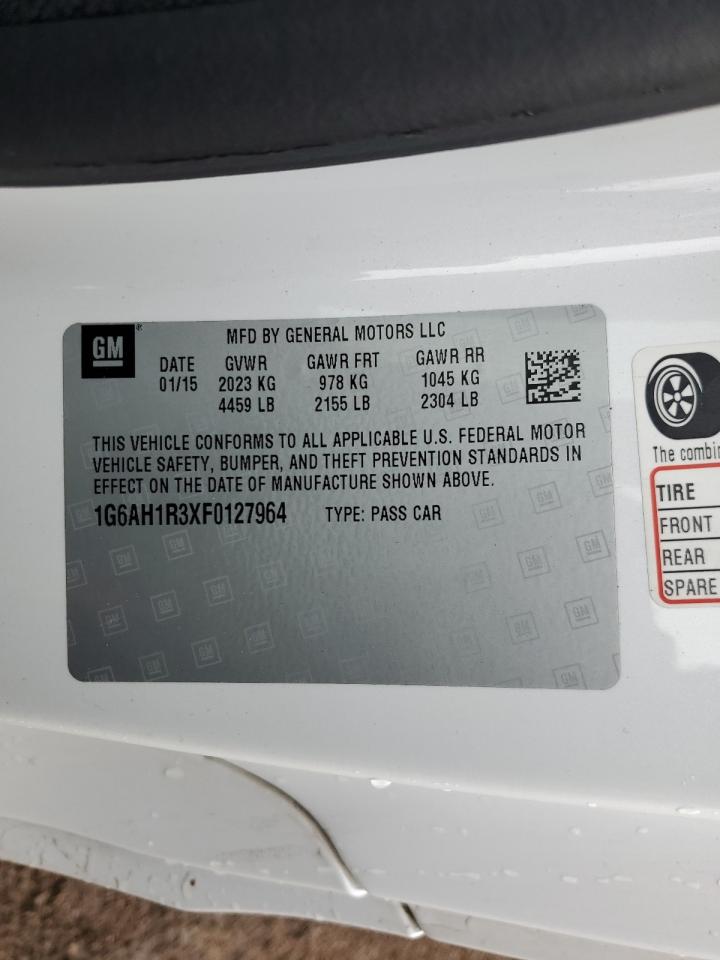 GM
MFD BY GENERAL MOTORS LLC
DATE GVWR GAWR FRT GAWR RR
01/15 2023 KG 978 KG 1045 KG
4459 LB 2155 LB 2304 LB
THIS VEHICLE CONFORMS TO ALL APPLICABLE U.S. FEDERAL MOTOR
VEHICLE SAFETY, BUMPER, AND THEFT PREVENTION STANDARDS IN
EFFECT ON THE DATE OF MANUFACTURE SHOWN ABOVE.
1G6AH1R3XF0127964 TYPE: PASS CAR
The combin
TIRE
FRONT
REAR
SPARE